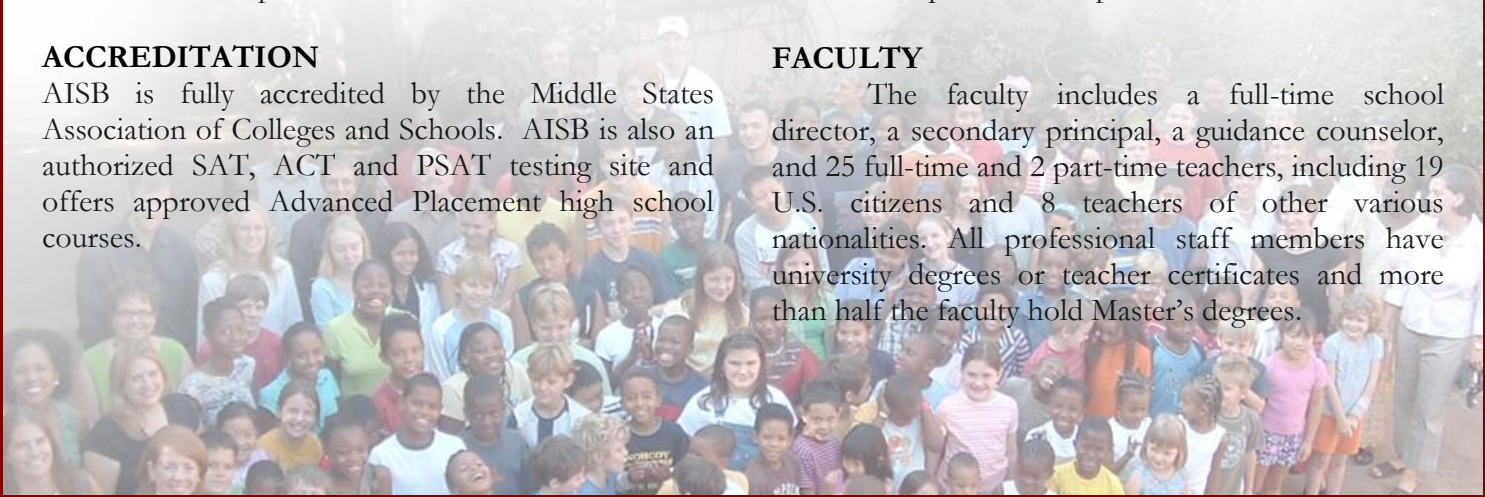 ACCREDITATION
AISB is fully accredited by the Middle States
Association of Colleges and Schools. AISB is also an
authorized SAT, ACT and PSAT testing site and
offers approved Advanced Placement high school
courses.
FACULTY
The faculty includes a full-time school
director, a secondary principal, a guidance counselor,
and 25 full-time and 2 part-time teachers, including 19
U.S. citizens and 8 teachers of other various
nationalities. All professional staff members have
university degrees or teacher certificates and more
than half the faculty hold Master's degrees.
NOBODY